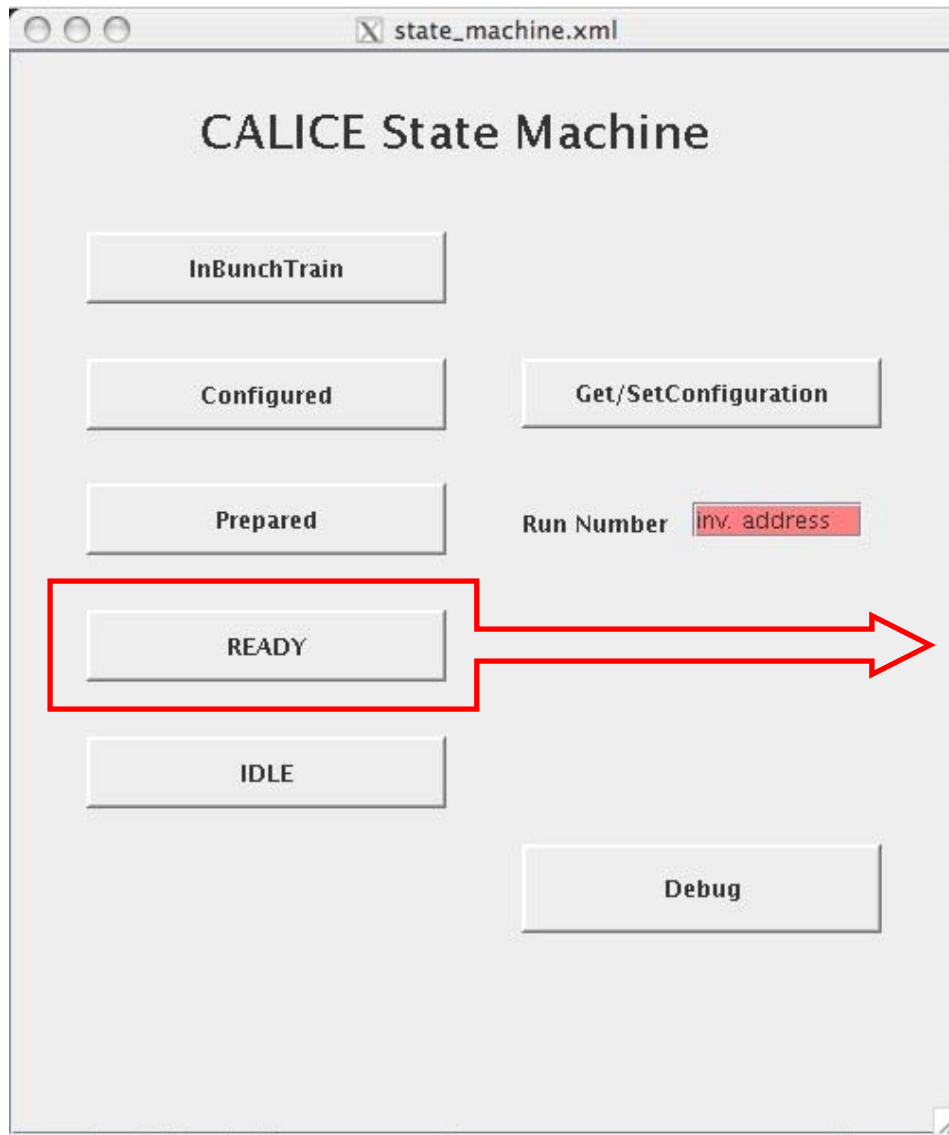 state_machine.xml
CALICE State Machine
InBunchTrain
Configured
Get/SetConfiguration
Prepared
Run Number
inv. address
READY
IDLE
Debug